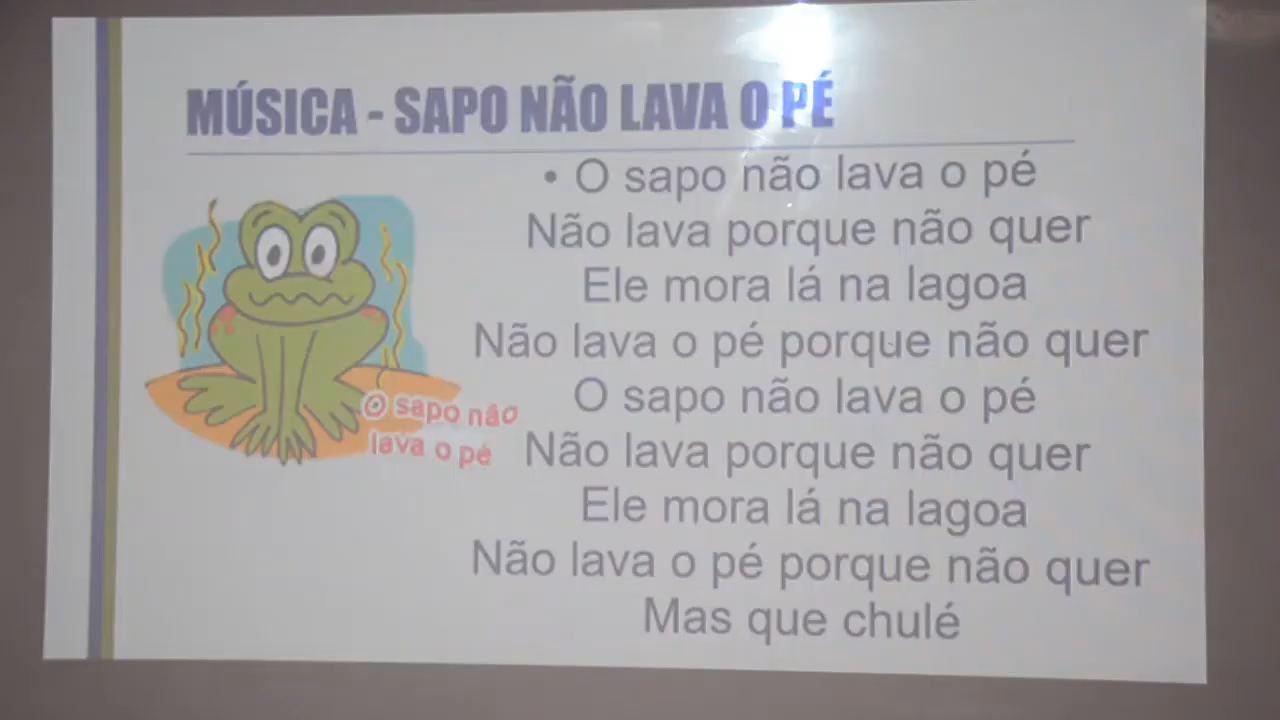 MÚSICA - SAPO NÃO LAVA O PÉ
• O sapo não lava o pé
Não lava porque não quer
Ele mora lá na lagoa
Não lava o pé porque não quer
O sapo não lava o pé
Não lava porque não quer
Ele mora lá na lagoa
Não lava o pé porque não quer
Mas que chulé
O sapo não
lava o pé